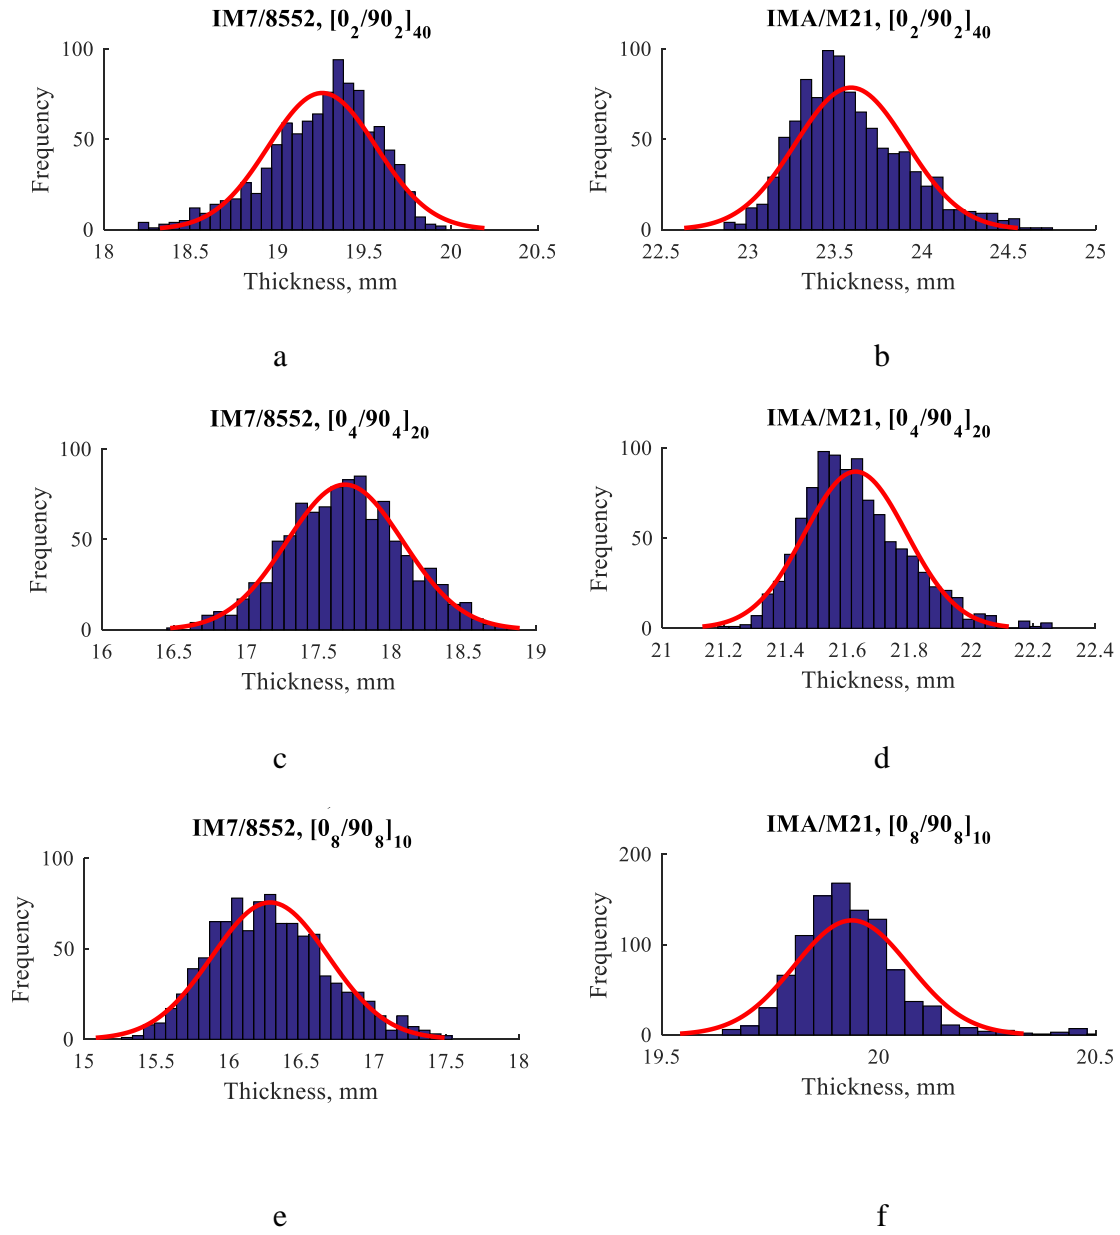 IM7/8552, [0₂/90₂]₄₀
100
50
0
Frequency
18 18.5 19 19.5 20 20.5
Thickness, mm
a
IMA/M21, [0₂/90₂]₄₀
100
50
0
Frequency
22.5 23 23.5 24 24.5 25
Thickness, mm
b
IM7/8552, [0₄/90₄]₂₀
100
50
0
Frequency
16 16.5 17 17.5 18 18.5 19
Thickness, mm
c
IMA/M21, [0₄/90₄]₂₀
100
50
0
Frequency
21 21.2 21.4 21.6 21.8 22 22.2 22.4
Thickness, mm
d
IM7/8552, [0₈/90₈]₁₀
100
50
0
Frequency
15 15.5 16 16.5 17 17.5 18
Thickness, mm
e
IMA/M21, [0₈/90₈]₁₀
200
100
0
Frequency
19.5 20 20.5
Thickness, mm
f